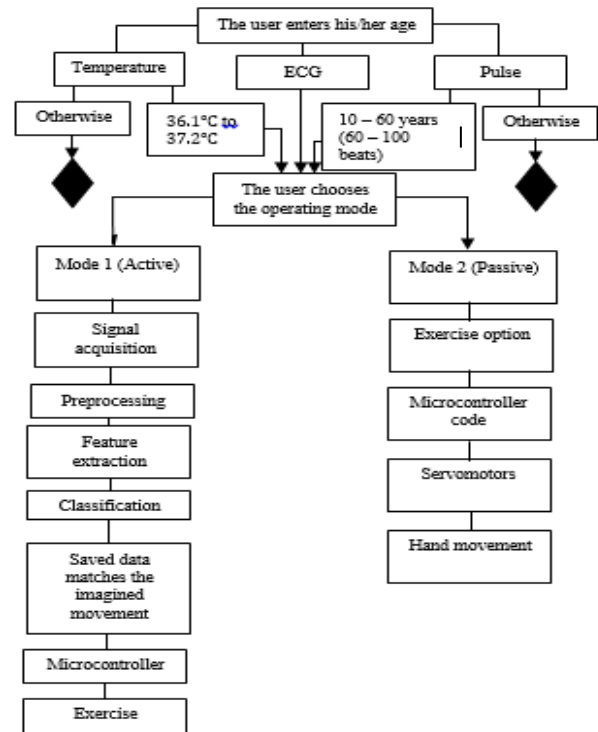 The user enters his/her age
Temperature
ECG
Pulse
Otherwise
36.1°C to
37.2°C
10 – 60 years
(60 – 100
beats)
Otherwise
The user chooses
the operating mode
Mode 1 (Active)
Mode 2 (Passive)
Signal
acquisition
Exercise option
Preprocessing
Microcontroller
code
Feature
extraction
Servomotors
Classification
Hand movement
Saved data
matches the
imagined
movement
Microcontroller
Exercise